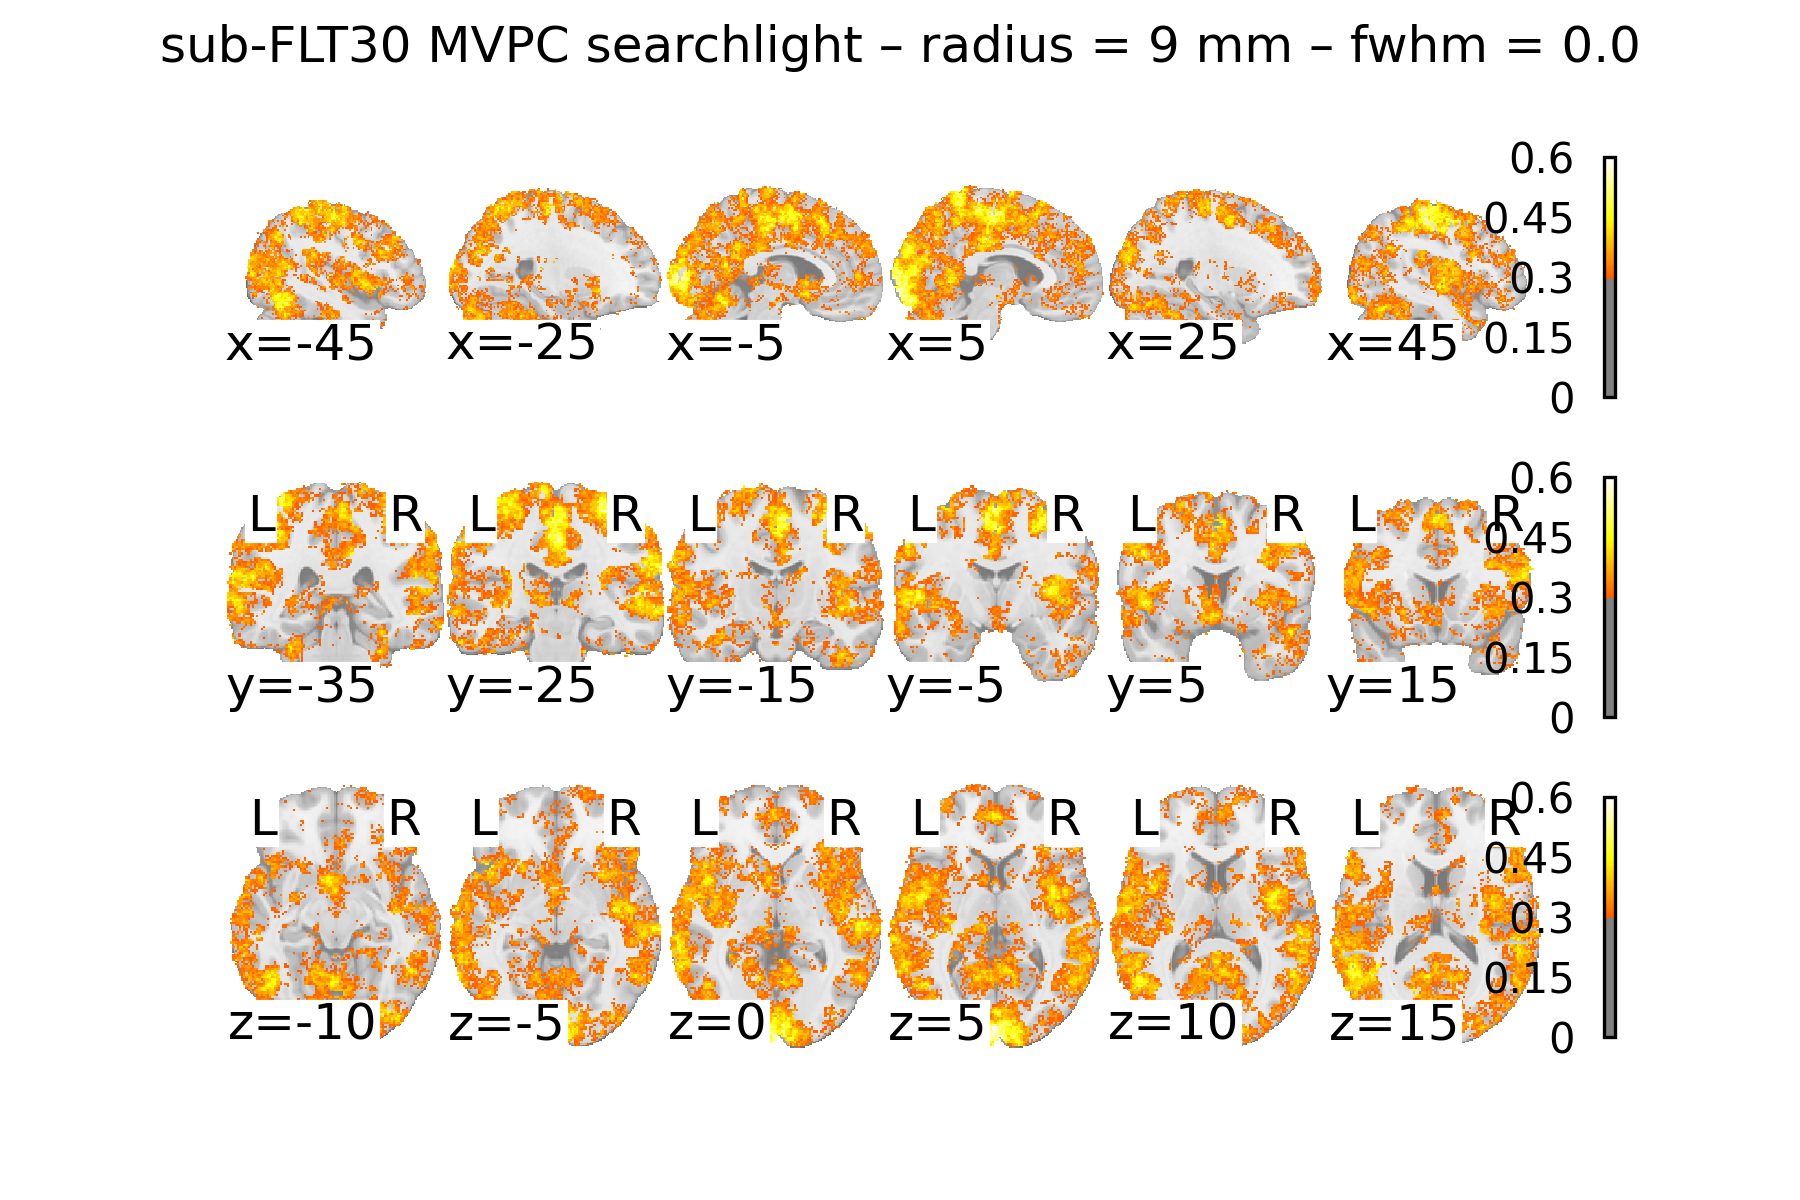 sub-FLT30 MVPC searchlight – radius = 9 mm – fwhm = 0.0
0.6
0.45
0.3
0.15
0
x=-45 x=-25 x=-5 x=5 x=25 x=45
L R L R L R L R L R L R
0.6
0.45
0.3
0.15
0
y=-35 y=-25 y=-15 y=-5 y=5 y=15
L R L R L R L R L R L R
0.6
0.45
0.3
0.15
0
z=-10 z=-5 z=0 z=5 z=10 z=15